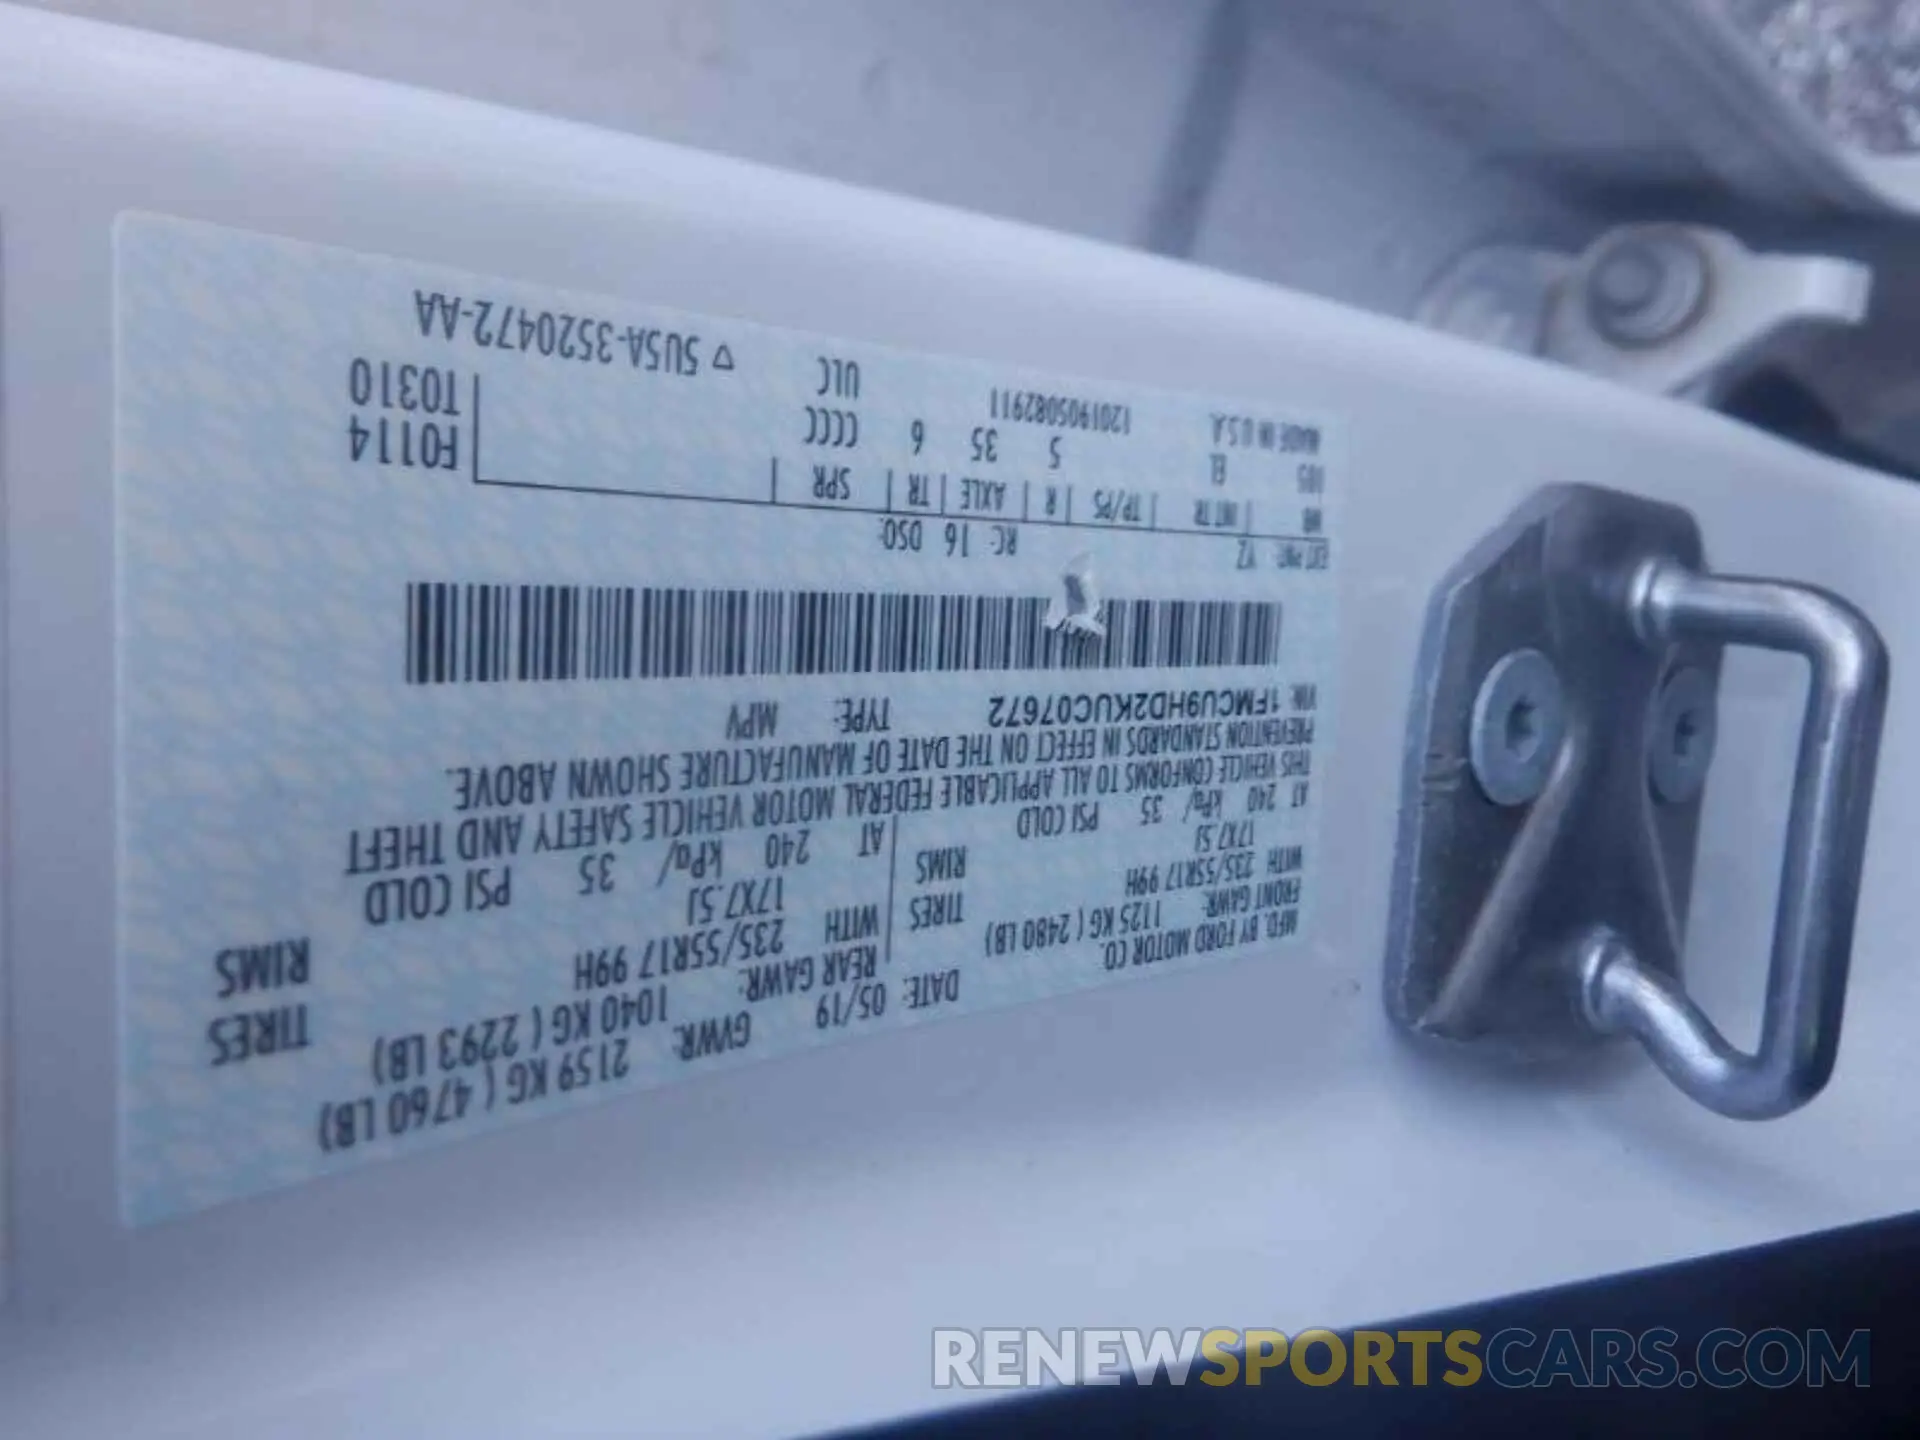 MFD. BY FORD MOTOR CO.
DATE: 05/19 GVWR: 2159 KG ( 4760 LB)
FRONT GAWR: 1125 KG ( 2480 LB) REAR GAWR: 1040 KG ( 2293 LB)
WITH 235/55R17 99H TIRES WITH 235/55R17 99H TIRES
17X7.5J RIMS 17X7.5J RIMS
AT 240 kPa/ 35 PSI COLD AT 240 kPa/ 35 PSI COLD
THIS VEHICLE CONFORMS TO ALL APPLICABLE FEDERAL MOTOR VEHICLE SAFETY AND THEFT
PREVENTION STANDARDS IN EFFECT ON THE DATE OF MANUFACTURE SHOWN ABOVE.
VIN: 1FMCU9HD2KUC07672 TYPE: MPV
EXT PNT: YZ RC: 16 DSO:
WB INT TR TP/PS R AXLE TR SPR F0114
105 EL 5 35 6 CCCC T0310
MADE IN U.S.A. 1201905082911 ULC ▽ 5U5A-3520472-AA
RENEWSPORTSCARS.COM